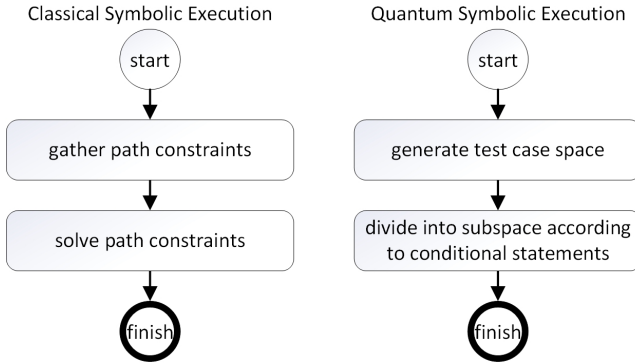 Classical Symbolic Execution
start
gather path constraints
solve path constraints
finish
Quantum Symbolic Execution
start
generate test case space
divide into subspace according
to conditional statements
finish